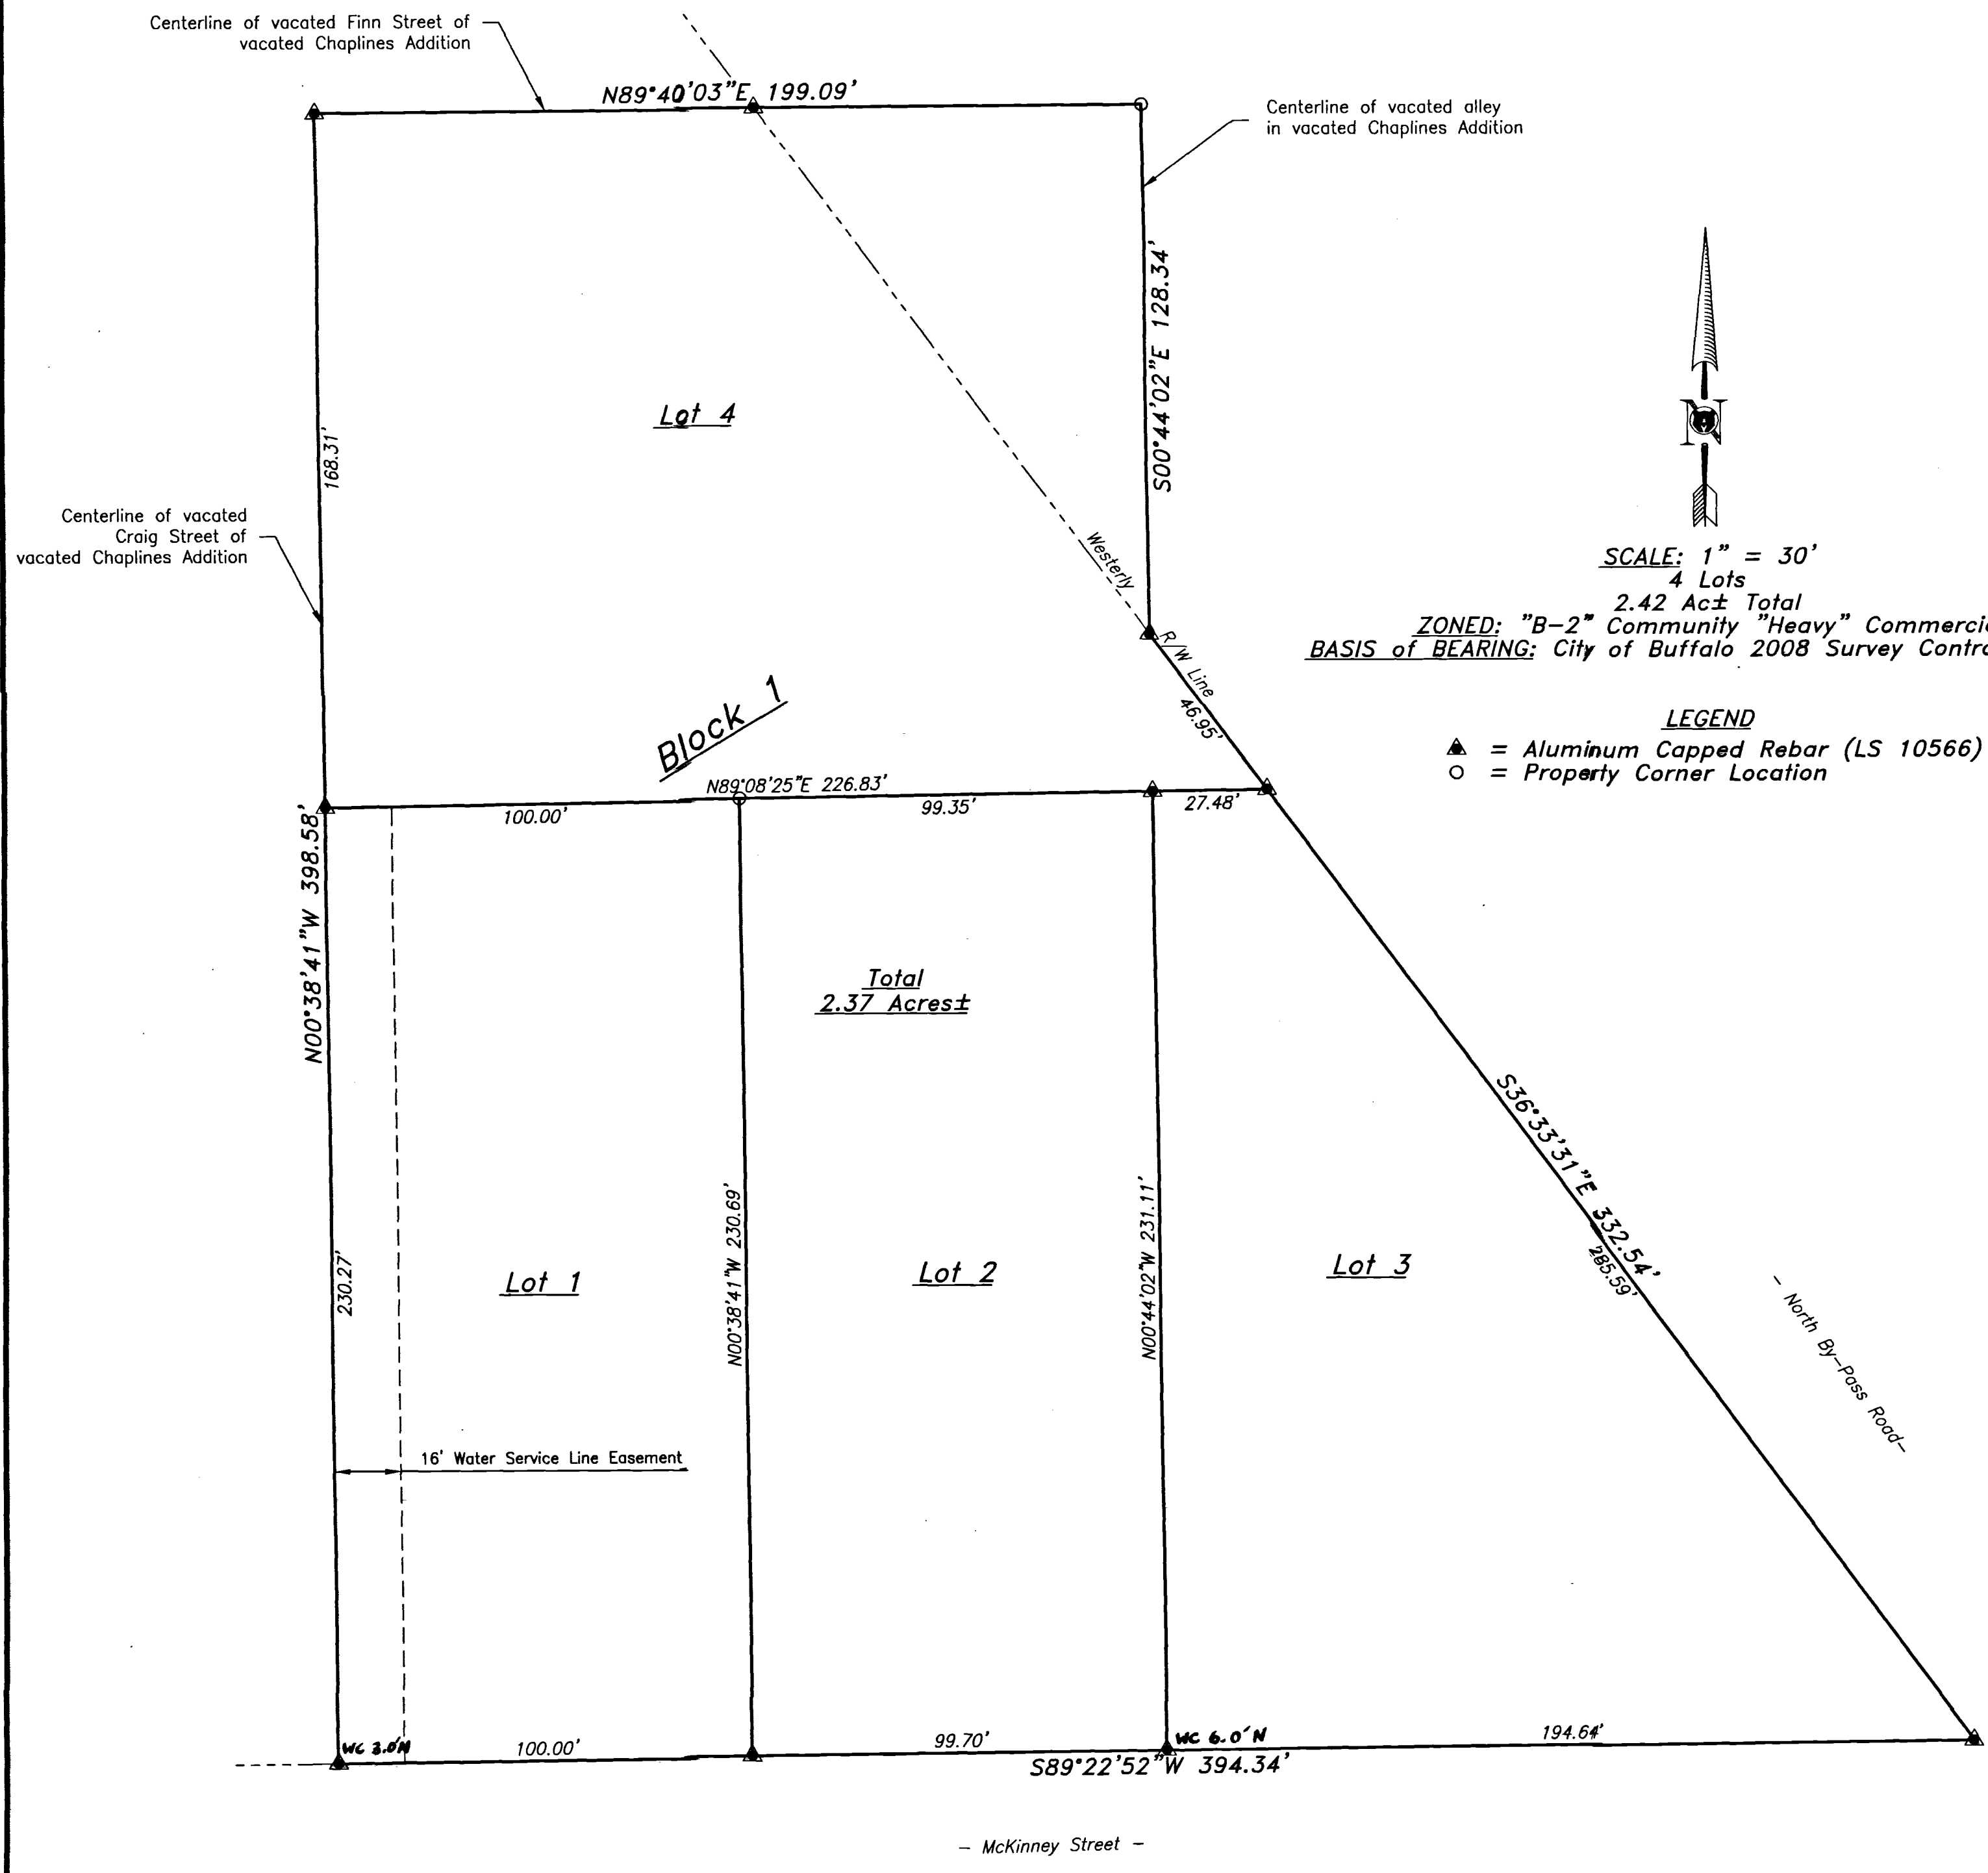 Centerline of vacated Finn Street of
vacated Chaplines Addition
N89°40'03"E 199.09'
Centerline of vacated alley
in vacated Chaplines Addition
S00°44'02"E 128.34'
Lot 4
168.31'
Centerline of vacated
Craig Street of
vacated Chaplines Addition
Westerly
R/W Line
46.95'
N
SCALE: 1" = 30'
4 Lots
2.42 Ac± Total
ZONED: "B-2" Community "Heavy" Commerci
BASIS of BEARING: City of Buffalo 2008 Survey Contr
LEGEND
= Aluminum Capped Rebar (LS 10566)
= Property Corner Location
Block 1
N89°08'25"E 226.83'
100.00'
99.35'
27.48'
N00°38'41"W 398.58'
Total
2.37 Acres±
S36°33'31"E 332.54'
285.59'
N00°38'41"W 230.69'
N00°44'02"W 231.11'
230.27'
Lot 1
Lot 2
Lot 3
- North By-Pass Road-
16' Water Service Line Easement
WC 3.0'N
100.00'
99.70'
WC 6.0'N
194.64'
S89°22'52"W 394.34'
- McKinney Street -